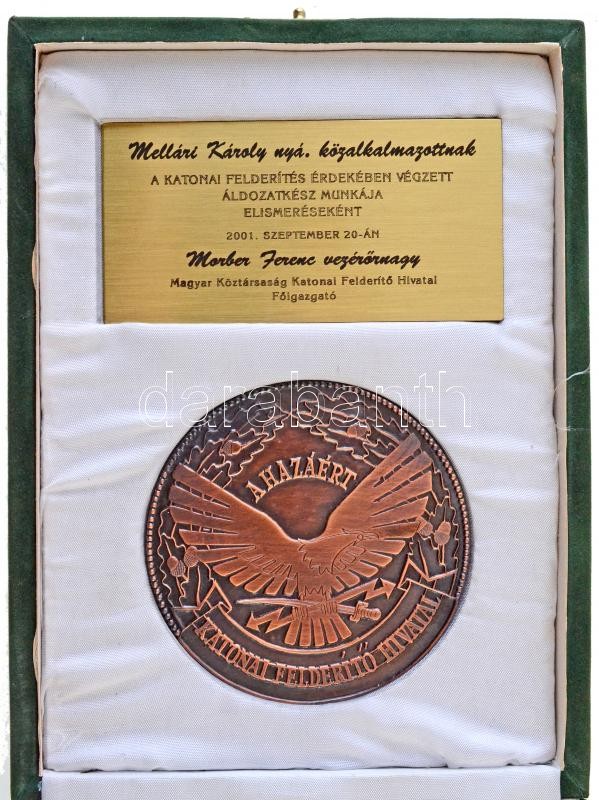 Mellári Károly nyá. közalkalmazottnak
A KATONAI FELDERÍTÉS ÉRDEKÉBEN VÉGZETT
ÁLDOZATKÉSZ MUNKÁJA
ELISMERÉSEKÉNT
2001. SZEPTEMBER 20-ÁN
Morber Ferenc vezérőrnagy
Magyar Köztársaság Katonai Felderítő Hivatal
Főigazgató
darabanth
A HAZÁÉRT
KATONAI FELDERÍTŐ HIVATAL